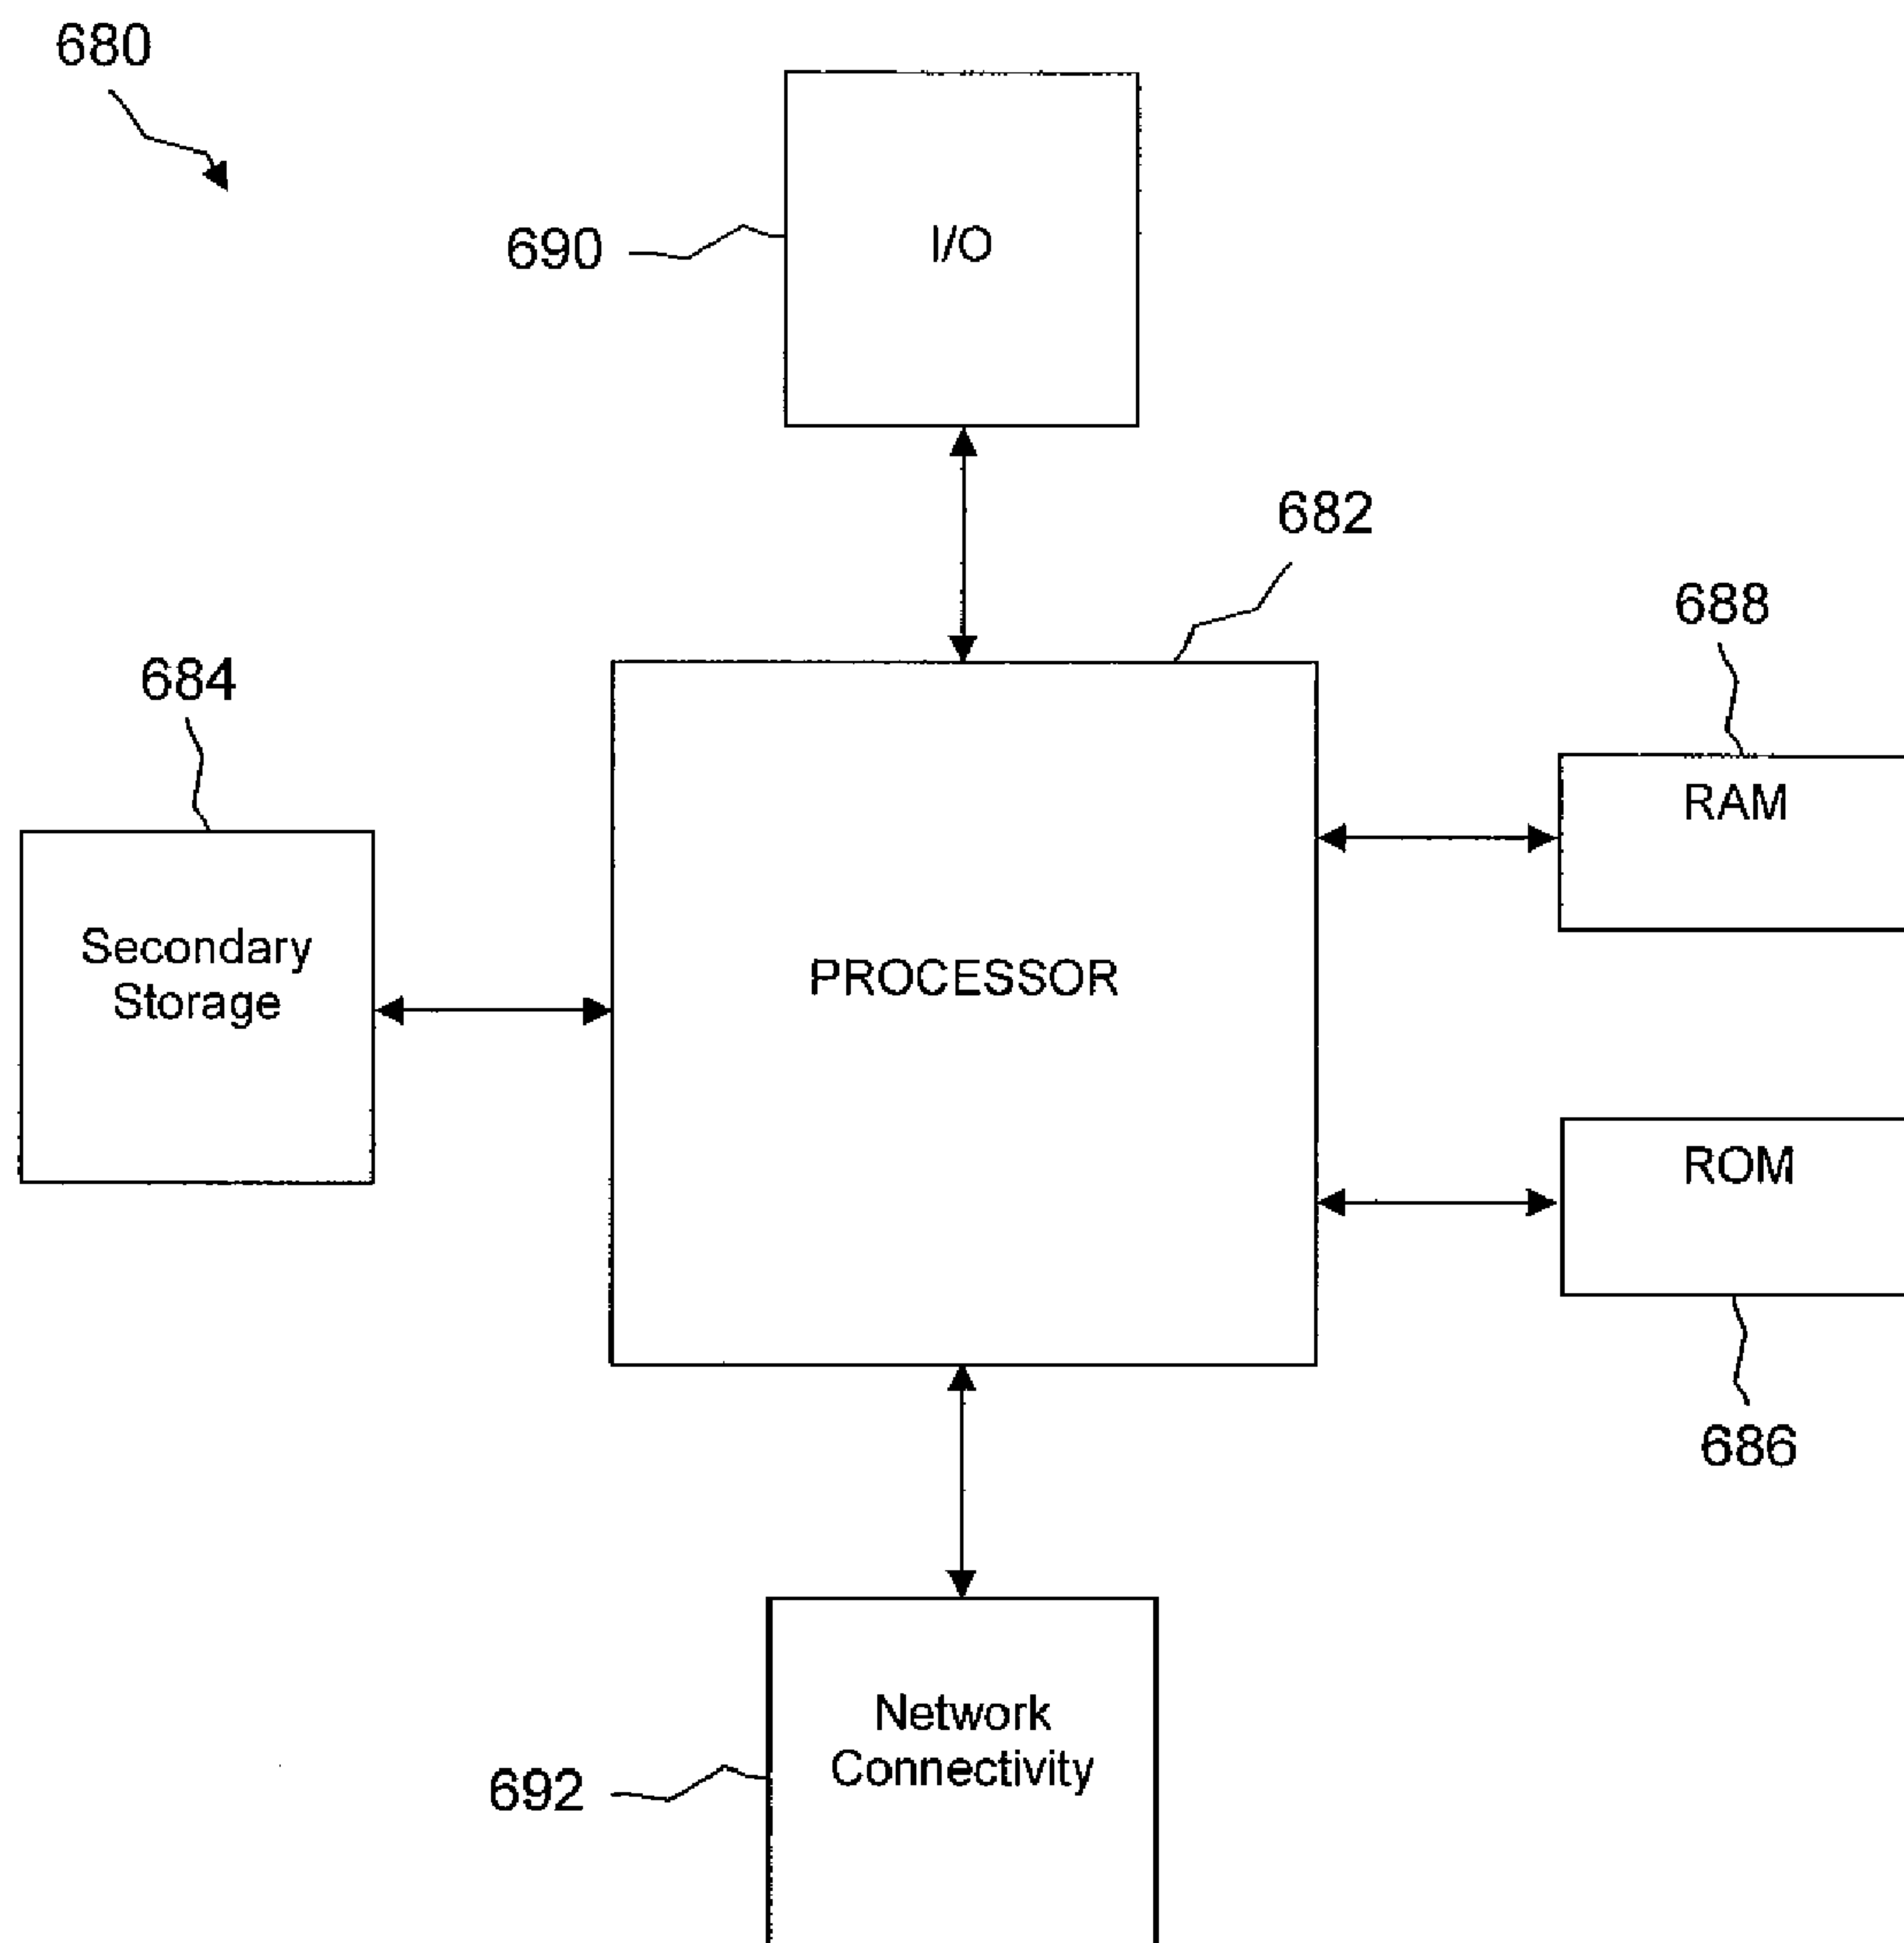 680
690
I/O
682
688
684
RAM
Secondary
Storage
PROCESSOR
ROM
686
Network
Connectivity
692